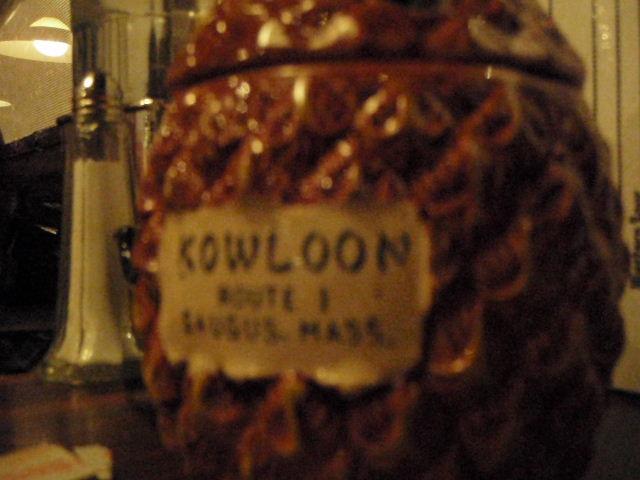 KOWLOON
ROUTE 1
SAUGUS, MASS.